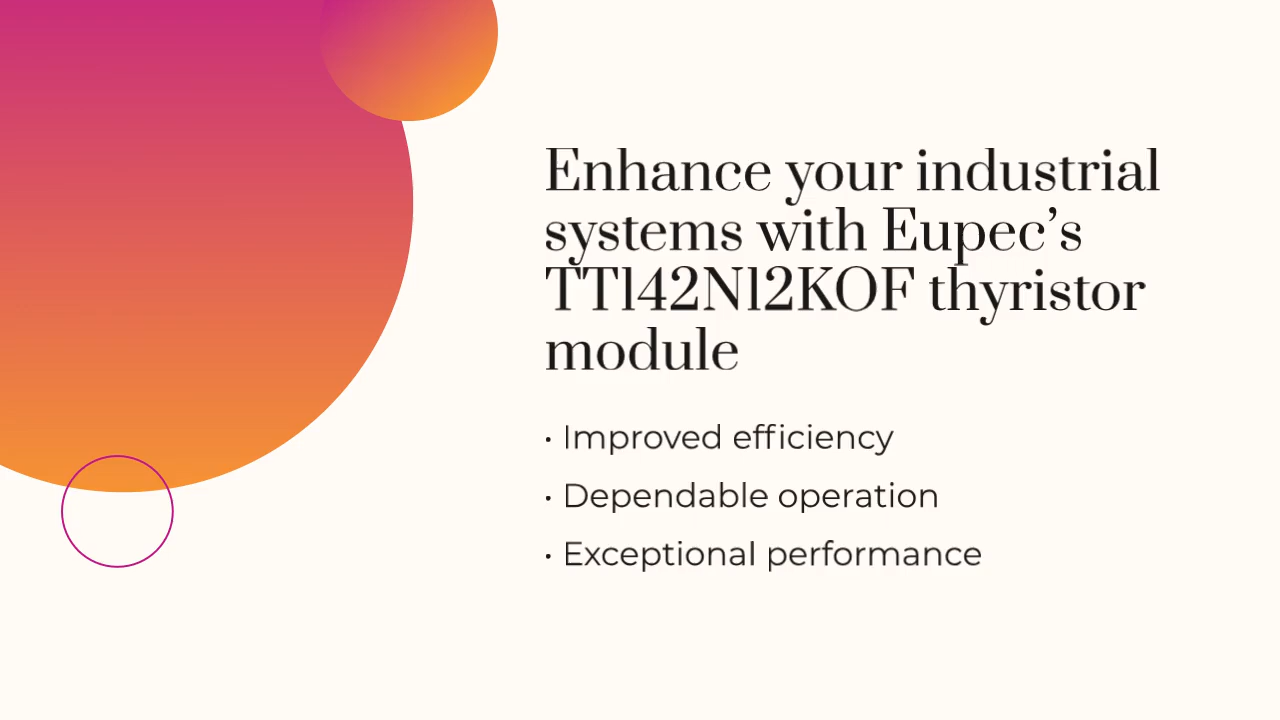 Enhance your industrial
systems with Eupec’s
TT142N12KOF thyristor
module
• Improved efficiency
• Dependable operation
• Exceptional performance